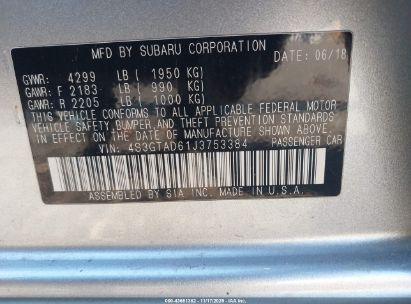 MFD BY SUBARU CORPORATION
DATE: 06/18
GVWR: 4299 LB ( 1950 KG)
GAWR: F 2183 LB ( 990 KG)
GAWR: R 2205 LB ( 1000 KG)
THIS VEHICLE CONFORMS TO ALL APPLICABLE FEDERAL MOTOR
VEHICLE SAFETY, BUMPER, AND THEFT PREVENTION STANDARDS
IN EFFECT ON THE DATE OF MANUFACTURE SHOWN ABOVE.
VIN: 4S3GTAD61J3753384 PASSENGER CAR
ASSEMBLED BY SIA INC. MADE IN U.S.A.